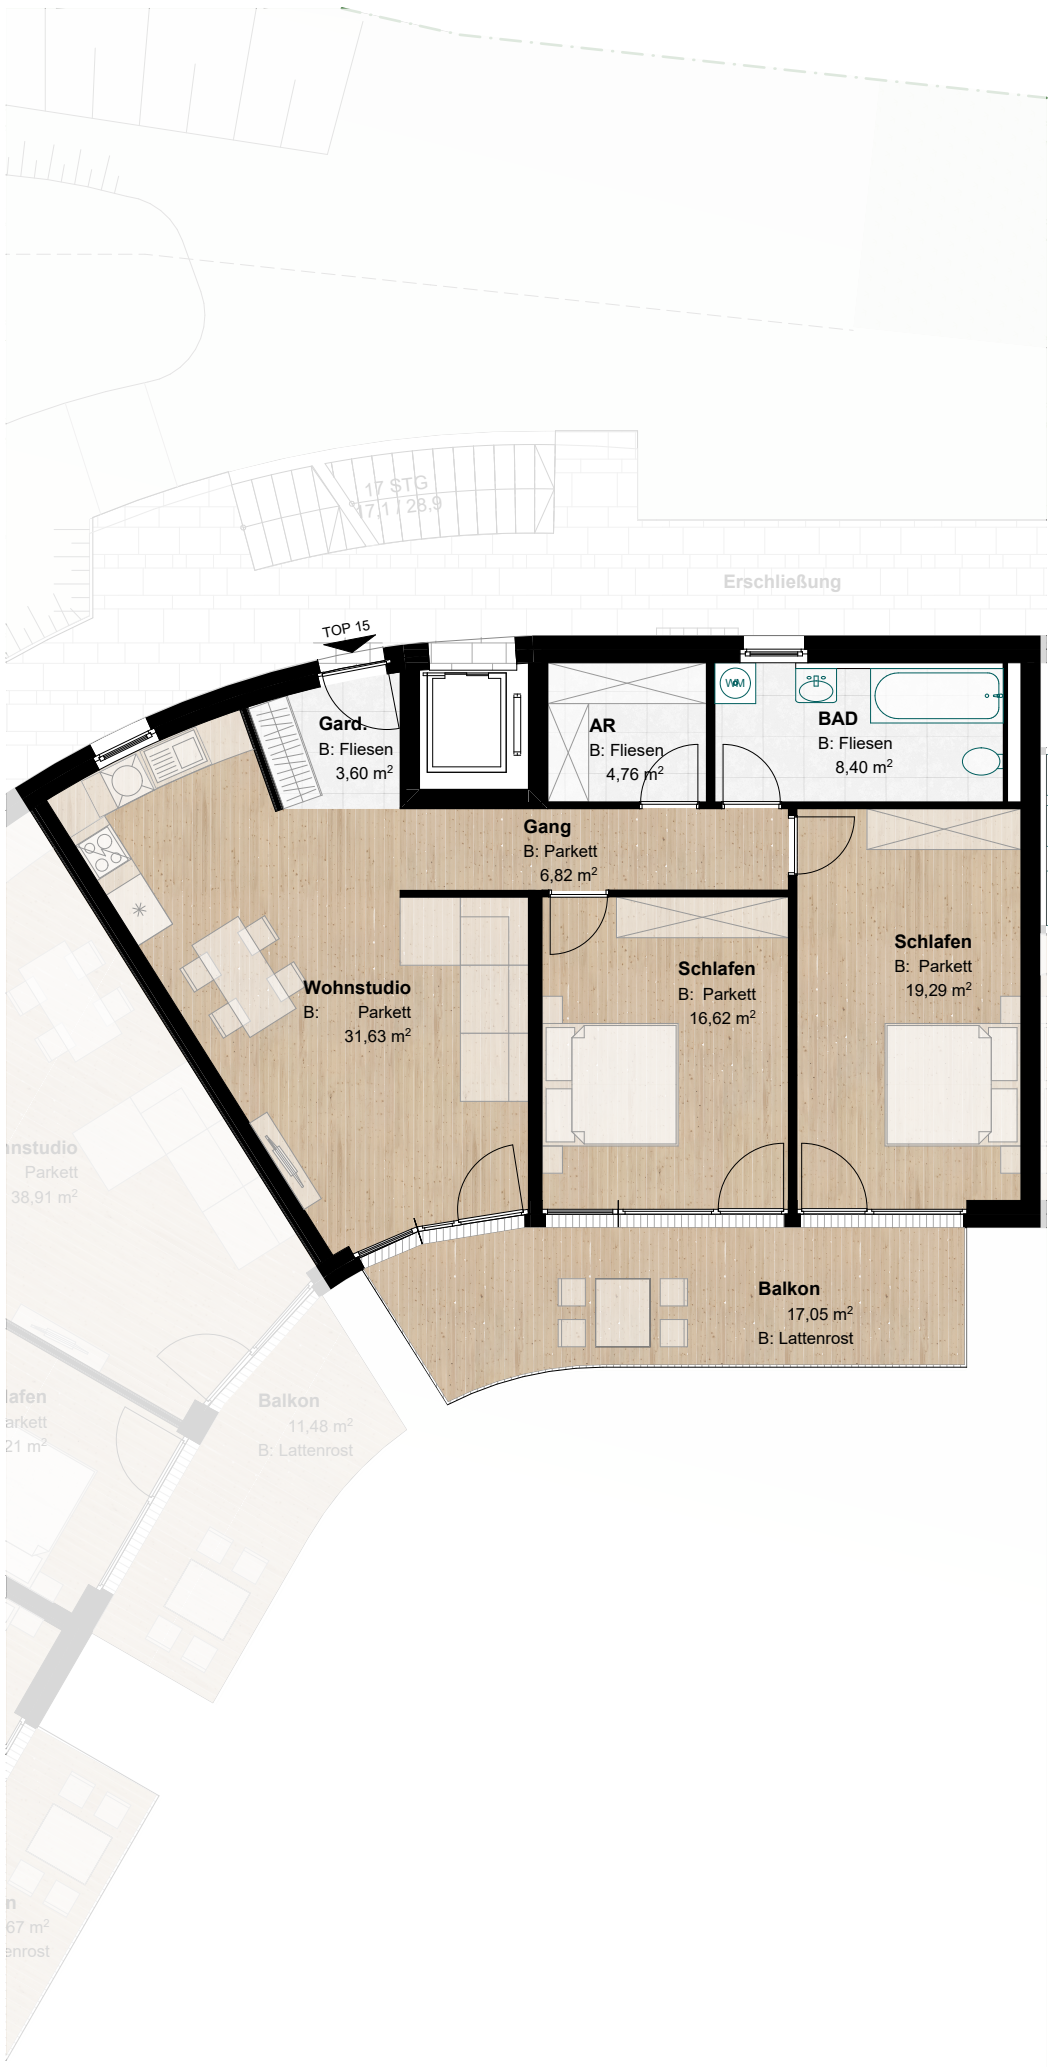 17 STG
17,1 / 28,9
Erschließung
TOP 15
Gard.
B: Fliesen
3,60 m²
AR
B: Fliesen
4,76 m²
WM
BAD
B: Fliesen
8,40 m²
Gang
B: Parkett
6,82 m²
Wohnstudio
B: Parkett
31,63 m²
Schlafen
B: Parkett
16,62 m²
Schlafen
B: Parkett
19,29 m²
Balkon
17,05 m²
B: Lattenrost
nnstudio
Parkett
38,91 m²
lafen
arkett
21 m²
Balkon
11,48 m²
B: Lattenrost
n
67 m²
enrost